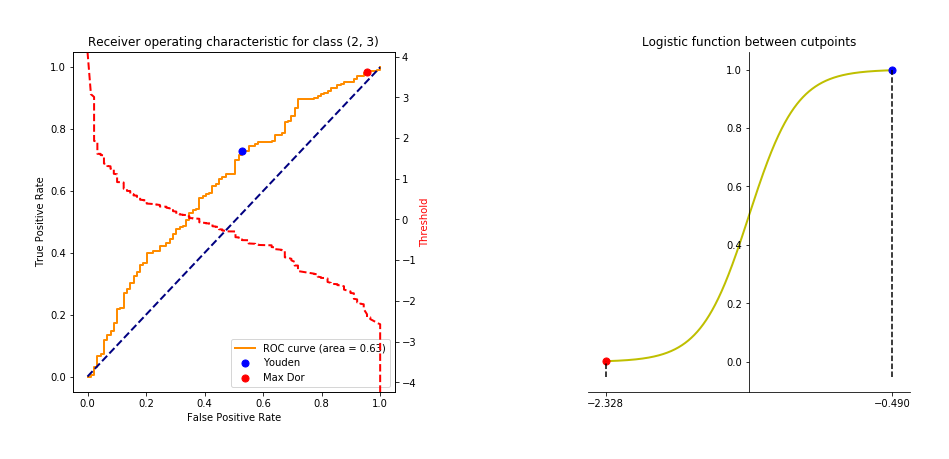 Receiver operating characteristic for class (2, 3)
True Positive Rate
1.0
0.8
0.6
0.4
0.2
0.0
0.0 0.2 0.4 0.6 0.8 1.0
False Positive Rate
4
3
2
1
0
−1
−2
−3
−4
Threshold
ROC curve (area = 0.63)
Youden
Max Dor
Logistic function between cutpoints
1.0
0.8
0.6
0.4
0.2
0.0
−2.328 −0.490